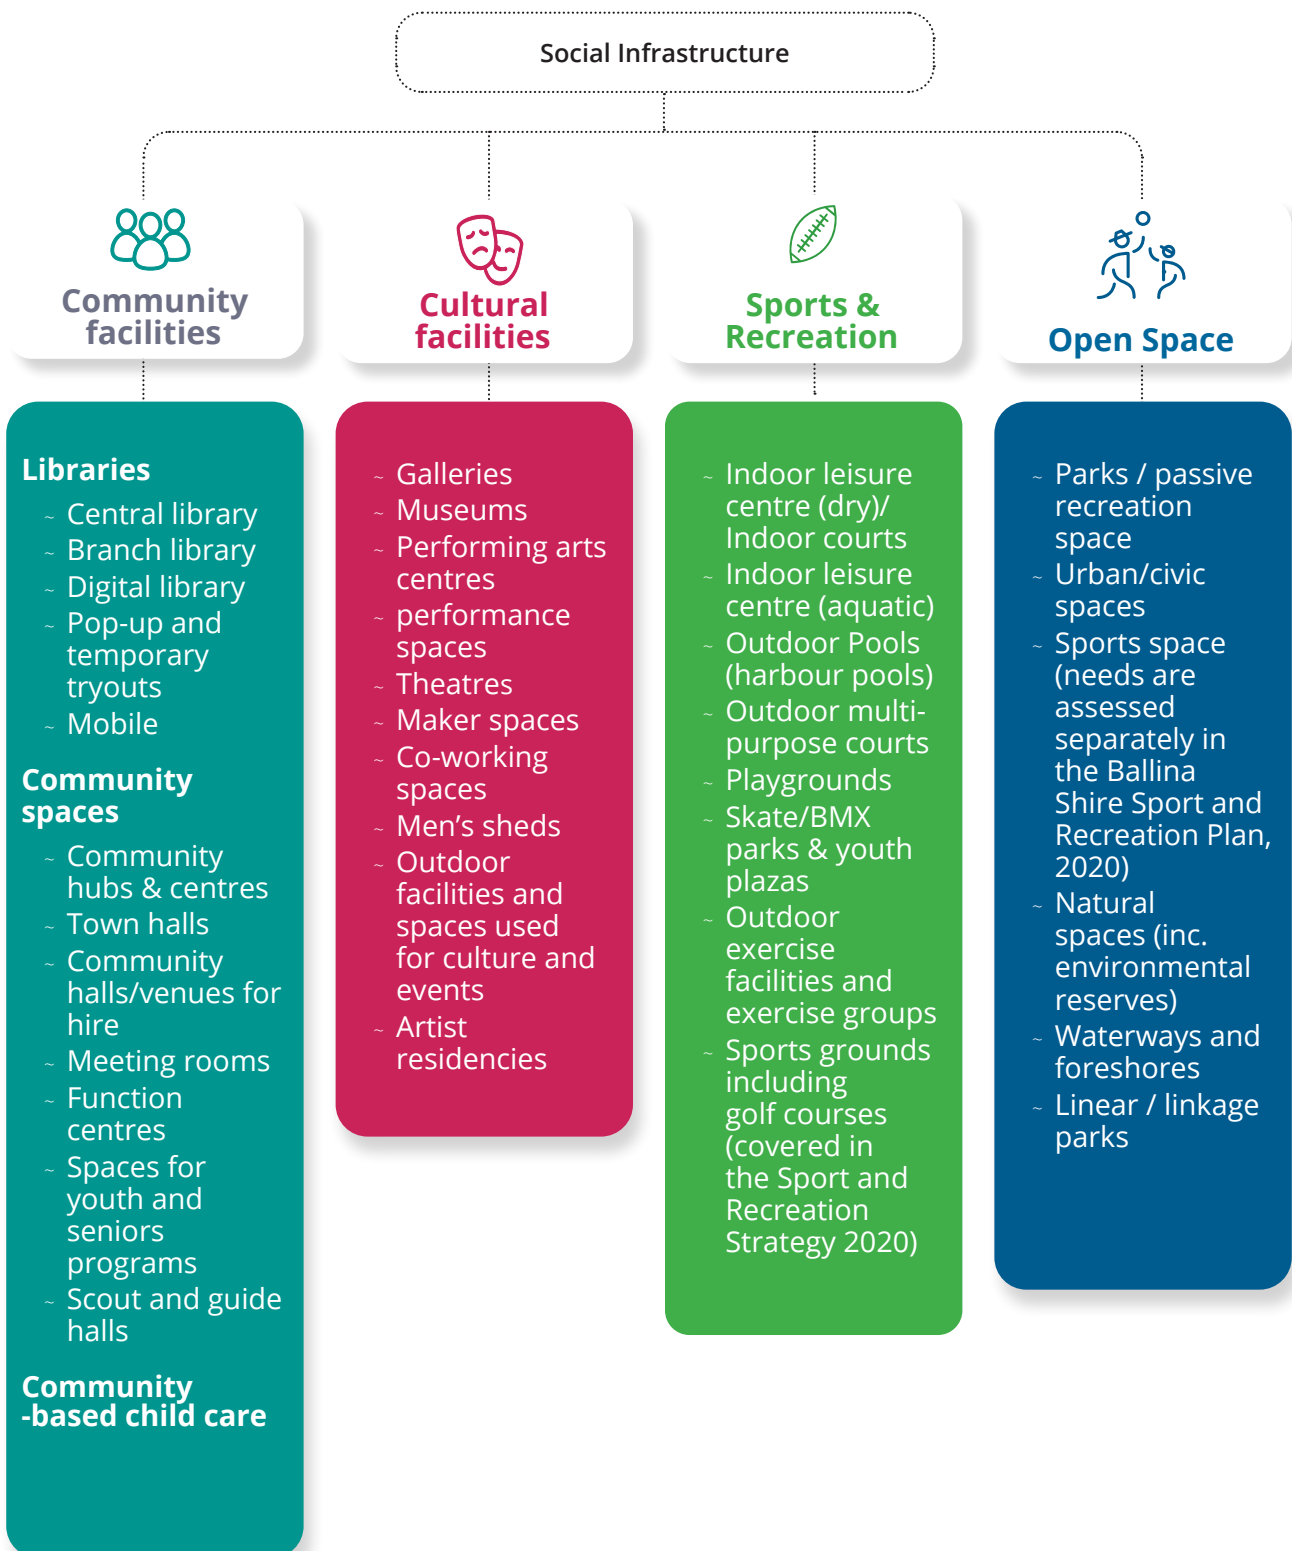 Social Infrastructure
Community
facilities
Libraries
~ Central library
~ Branch library
~ Digital library
~ Pop-up and
temporary
tryouts
~ Mobile
Community
spaces
~ Community
hubs & centres
~ Town halls
~ Community
halls/venues for
hire
~ Meeting rooms
~ Function
centres
~ Spaces for
youth and
seniors
programs
~ Scout and guide
halls
Community
-based child care
Cultural
facilities
~ Galleries
~ Museums
~ Performing arts
centres
~ performance
spaces
~ Theatres
~ Maker spaces
~ Co-working
spaces
~ Men’s sheds
~ Outdoor
facilities and
spaces used
for culture and
events
~ Artist
residencies
Sports &
Recreation
~ Indoor leisure
centre (dry)/
Indoor courts
~ Indoor leisure
centre (aquatic)
~ Outdoor Pools
(harbour pools)
~ Outdoor multi-
purpose courts
~ Playgrounds
~ Skate/BMX
parks & youth
plazas
~ Outdoor
exercise
facilities and
exercise groups
~ Sports grounds
including
golf courses
(covered in
the Sport and
Recreation
Strategy 2020)
Open Space
~ Parks / passive
recreation
space
~ Urban/civic
spaces
~ Sports space
(needs are
assessed
separately in
the Ballina
Shire Sport and
Recreation Plan,
2020)
~ Natural
spaces (inc.
environmental
reserves)
~ Waterways and
foreshores
~ Linear / linkage
parks